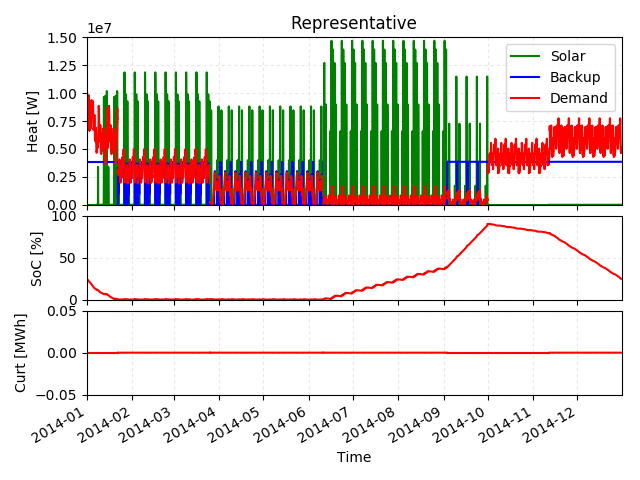 Representative
1e7
1.50
1.25
1.00
0.75
0.50
0.25
0.00
Heat [W]
Solar
Backup
Demand
100
50
0
SoC [%]
0.05
0.00
−0.05
Curt [MWh]
2014-01
2014-02
2014-03
2014-04
2014-05
2014-06
2014-07
2014-08
2014-09
2014-10
2014-11
2014-12
Time